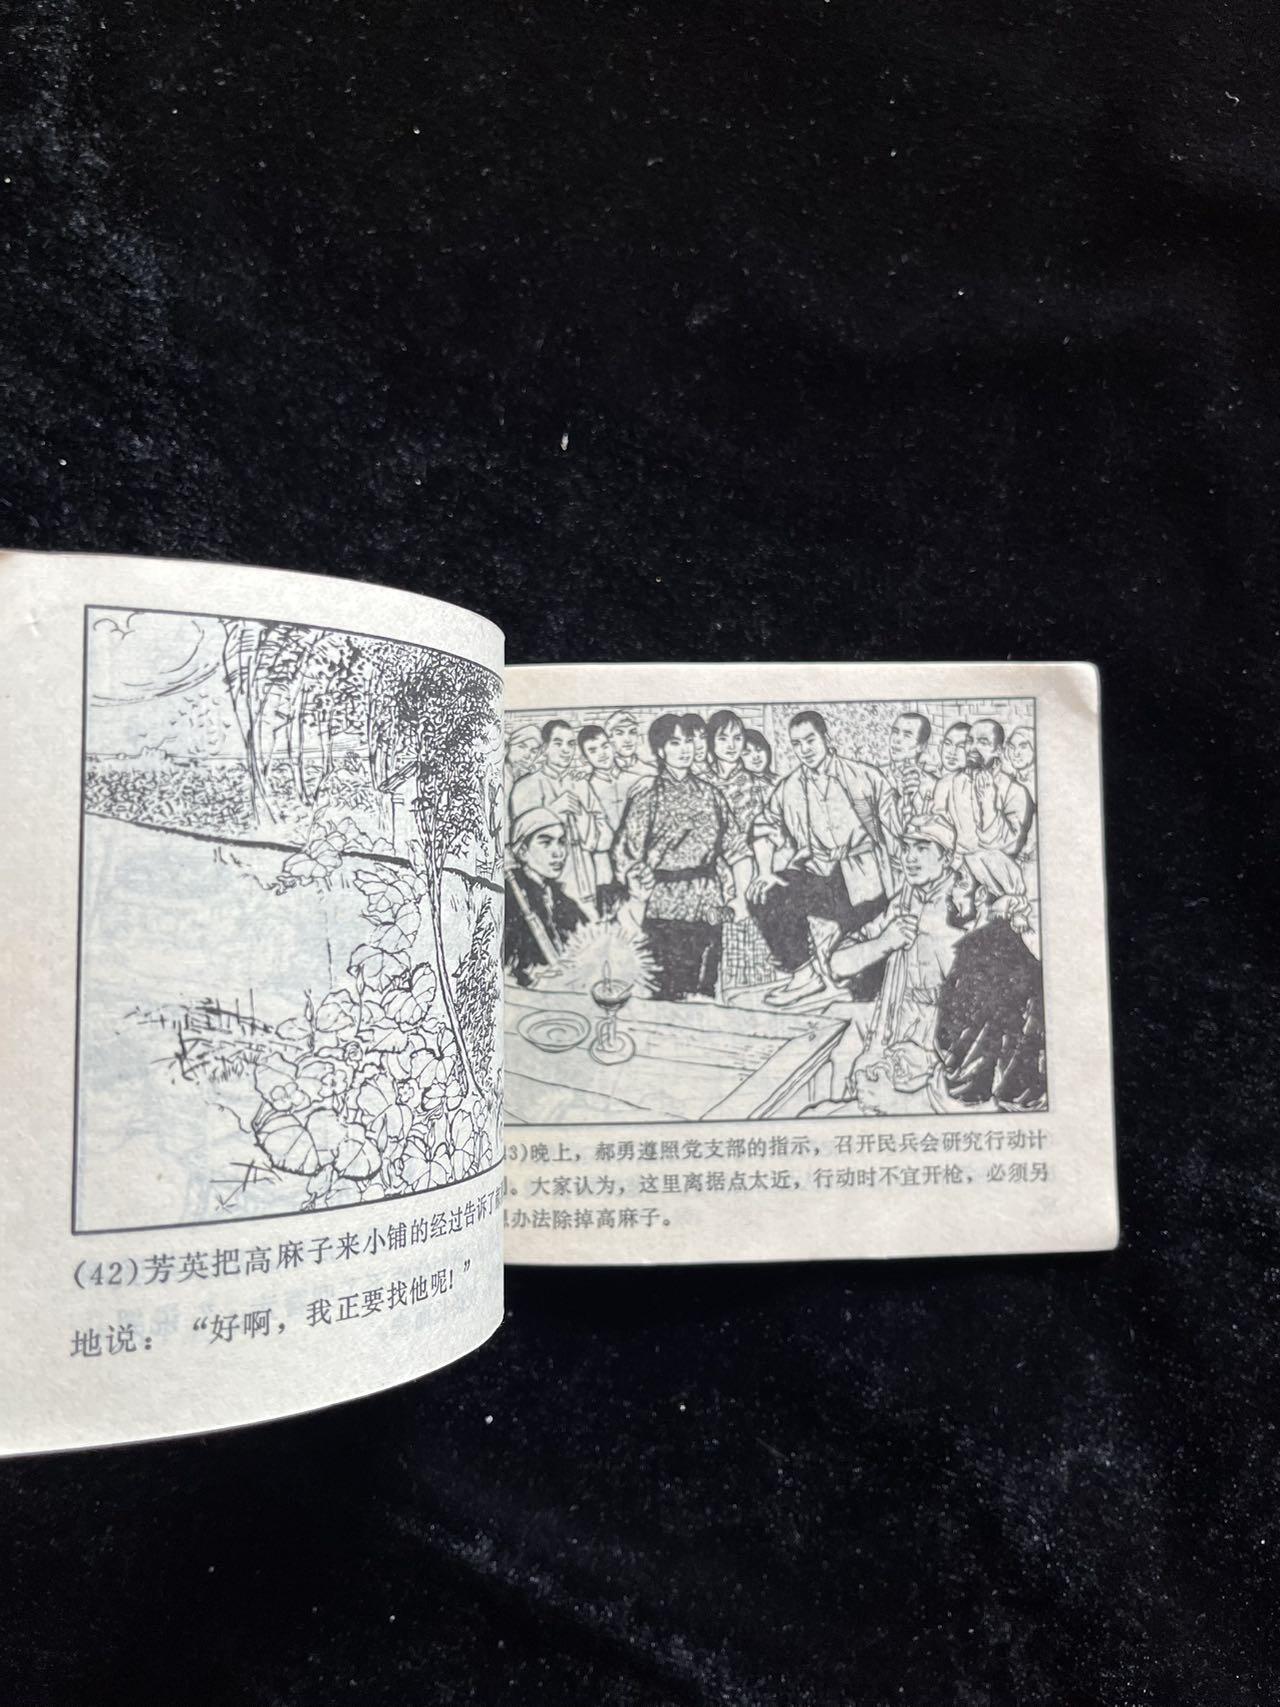 (42)芳英把高麻子来小铺的经过告诉了
地说：“好啊，我正要找他呢！”
3)晚上，郝勇遵照党支部的指示，召开民兵会研究行动计
。大家认为，这里离据点太近，行动时不宜开枪，必须另
办法除掉高麻子。